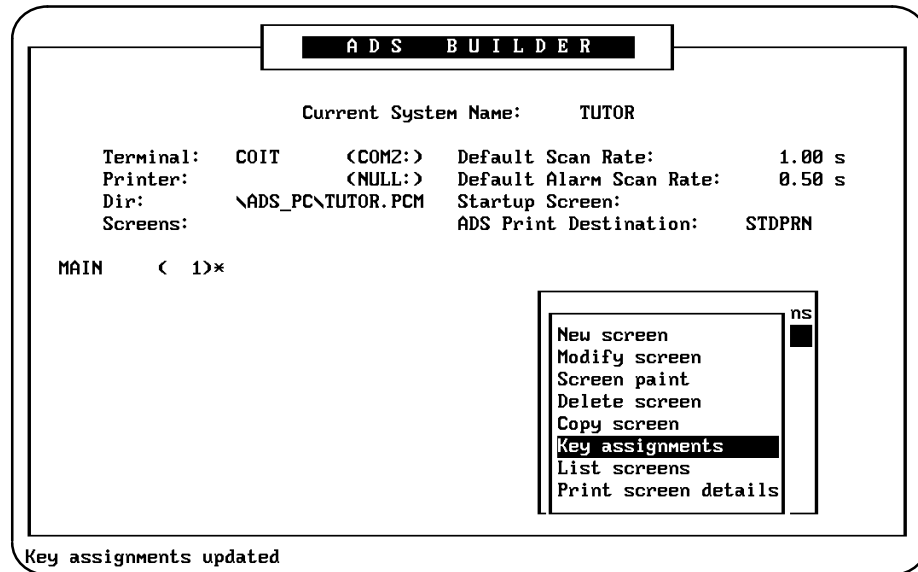 ADS BUILDER
Current System Name: TUTOR
Terminal: COIT (COM2:) Default Scan Rate: 1.00 s
Printer: (NULL:) Default Alarm Scan Rate: 0.50 s
Dir: \ADS_PC\TUTOR.PCM Startup Screen:
Screens: ADS Print Destination: STDPRN
MAIN ( 1)*
ns
New screen
Modify screen
Screen paint
Delete screen
Copy screen
Key assignments
List screens
Print screen details
Key assignments updated